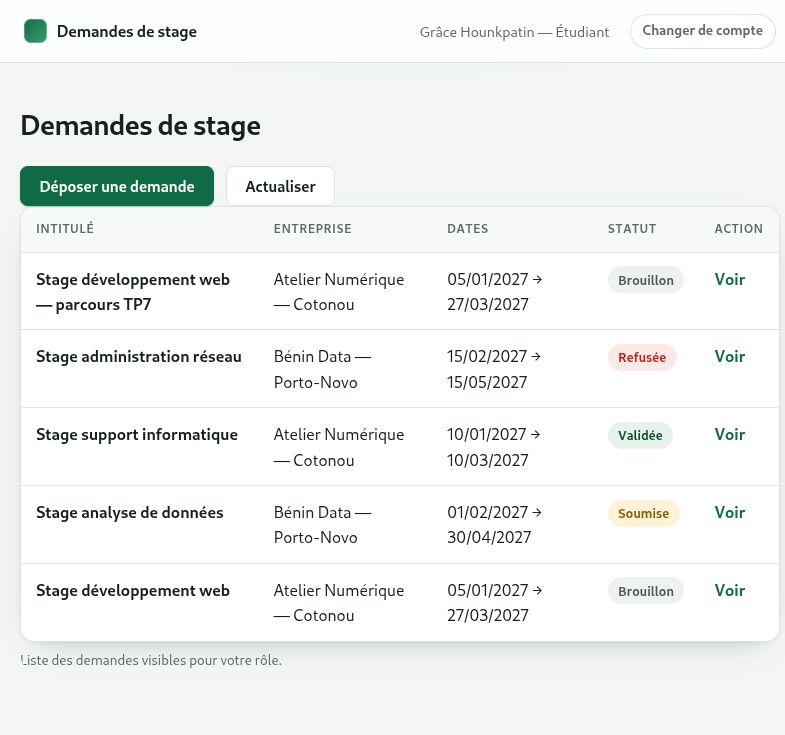 Demandes de stage
Grâce Hounkpatin — Étudiant
Changer de compte
Demandes de stage
Déposer une demande
Actualiser
INTITULÉ ENTREPRISE DATES STATUT ACTION
Stage développement web Atelier Numérique 05/01/2027 → Brouillon Voir
— parcours TP7 — Cotonou 27/03/2027
Stage administration réseau Bénin Data — 15/02/2027 → Refusée Voir
Porto-Novo 15/05/2027
Stage support informatique Atelier Numérique 10/01/2027 → Validée Voir
— Cotonou 10/03/2027
Stage analyse de données Bénin Data — 01/02/2027 → Soumise Voir
Porto-Novo 30/04/2027
Stage développement web Atelier Numérique 05/01/2027 → Brouillon Voir
— Cotonou 27/03/2027
Liste des demandes visibles pour votre rôle.